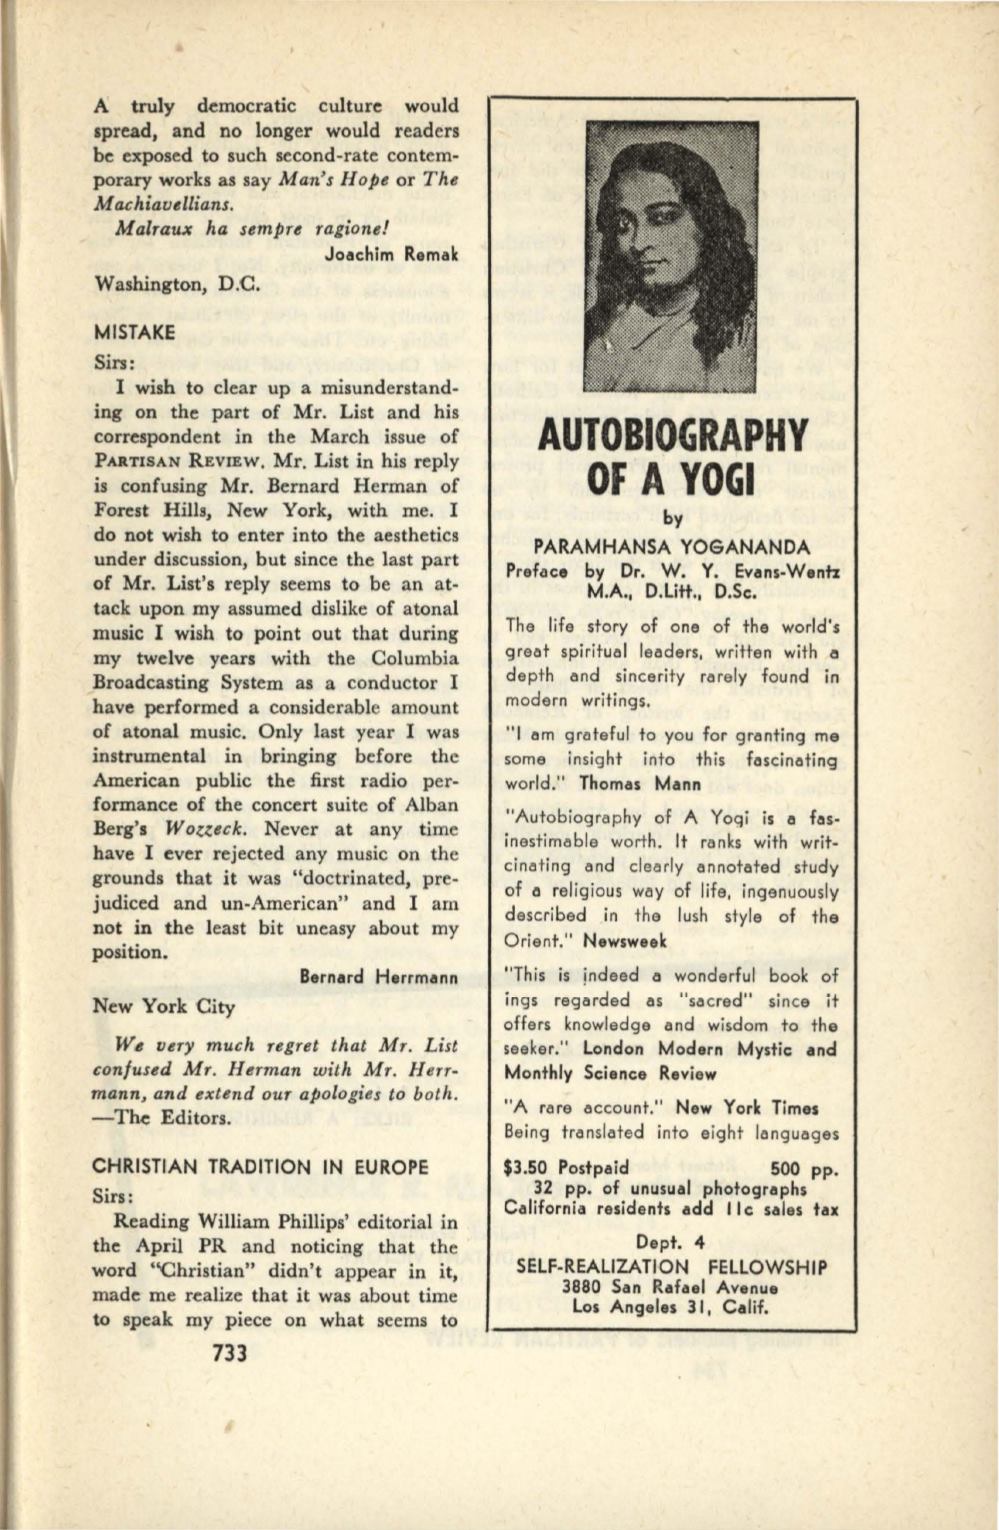 A truly democratic culture would
spread, and no longer would readers
be exposed to such second-rate contem-
porary works as say Man's Hope or The
Machiavellians.
Malraux ha sempre ragione!
Joachim Remak
Washington, D.C.
MISTAKE
Sirs:
I wish to clear up a misunderstand-
ing on the part of Mr. List and his
correspondent in the March issue of
PARTISAN REVIEW. Mr. List in his reply
is confusing Mr. Bernard Herman of
Forest Hills, New York, with me. I
do not wish to enter into the aesthetics
under discussion, but since the last part
of Mr. List's reply seems to be an at-
tack upon my assumed dislike of atonal
music I wish to point out that during
my twelve years with the Columbia
Broadcasting System as a conductor I
have performed a considerable amount
of atonal music. Only last year I was
instrumental in bringing before the
American public the first radio per-
formance of the concert suite of Alban
Berg's Wozzeck. Never at any time
have I ever rejected any music on the
grounds that it was "doctrinated, pre-
judiced and un-American" and I am
not in the least bit uneasy about my
position.
Bernard Herrmann
New York City
We very much regret that Mr. List
confused Mr. Herman with Mr. Herr-
mann, and extend our apologies to both.
—The Editors.
CHRISTIAN TRADITION IN EUROPE
Sirs:
Reading William Phillips' editorial in
the April PR and noticing that the
word "Christian" didn't appear in it,
made me realize that it was about time
to speak my piece on what seems to
733
AUTOBIOGRAPHY
OF A YOGI
by
PARAMHANSA YOGANANDA
Preface by Dr. W. Y. Evans-Wentz
M.A., D.Litt., D.Sc.
The life story of one of the world's
great spiritual leaders, written with a
depth and sincerity rarely found in
modern writings.
"I am grateful to you for granting me
some insight into this fascinating
world." Thomas Mann
"Autobiography of A Yogi is a fas-
inestimable worth. It ranks with writ-
cinating and clearly annotated study
of a religious way of life, ingenuously
described in the lush style of the
Orient." Newsweek
"This is indeed a wonderful book of
ings regarded as "sacred" since it
offers knowledge and wisdom to the
seeker." London Modern Mystic and
Monthly Science Review
"A rare account." New York Times
Being translated into eight languages
$3.50 Postpaid 500 pp.
32 pp. of unusual photographs
California residents add 11c sales tax
Dept. 4
SELF-REALIZATION FELLOWSHIP
3880 San Rafael Avenue
Los Angeles 31, Calif.